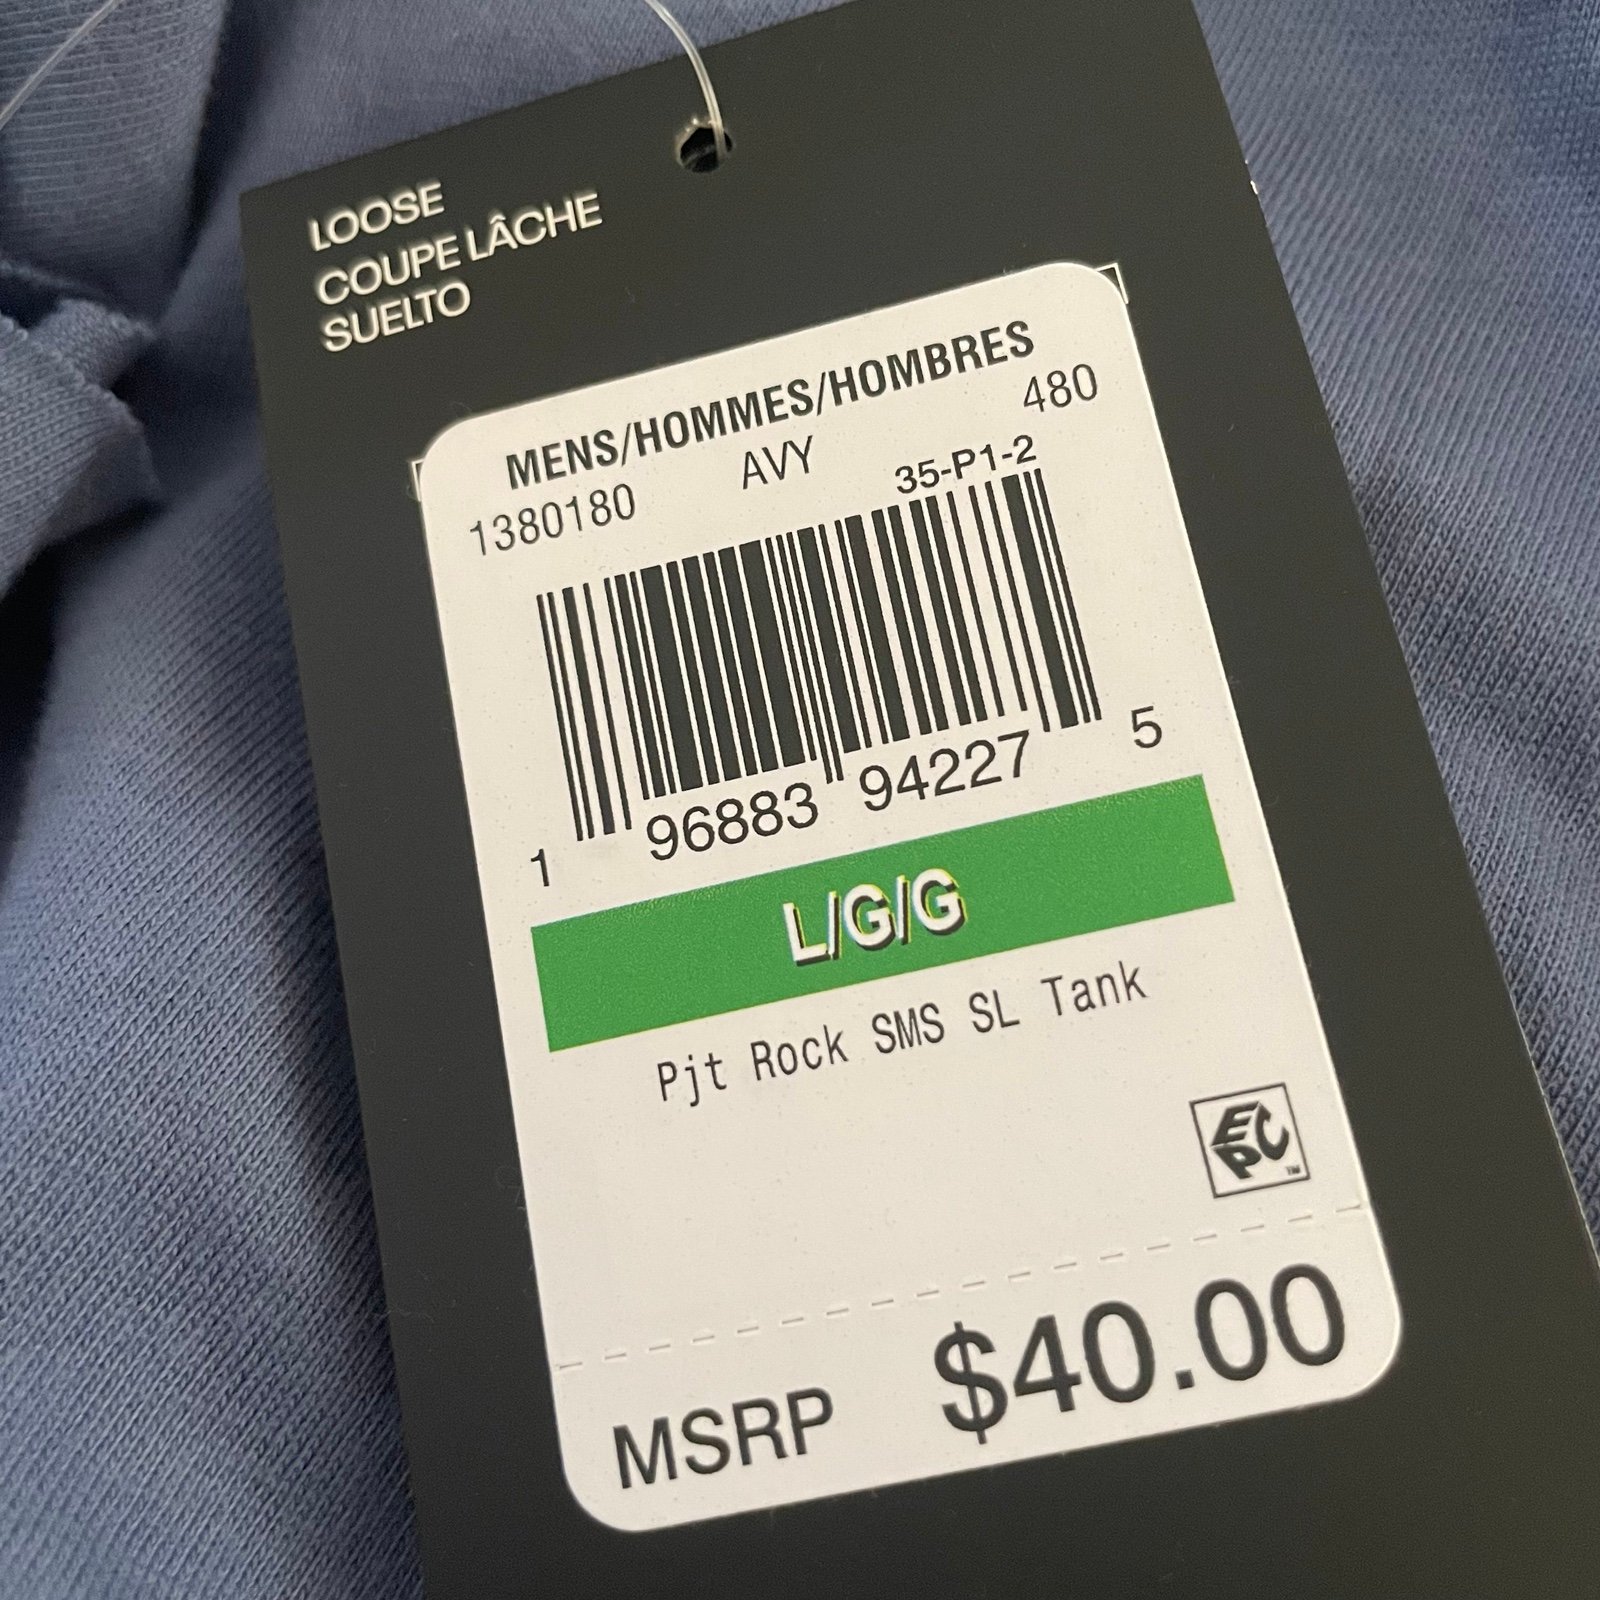 LOOSE
COUPE LÂCHE
SUELTO
MENS/HOMMES/HOMBRES
1380180 AVY 480
35-P1-2
1 96883 94227 5
L/G/G
Pjt Rock SMS SL Tank
EPC
TM
MSRP $40.00